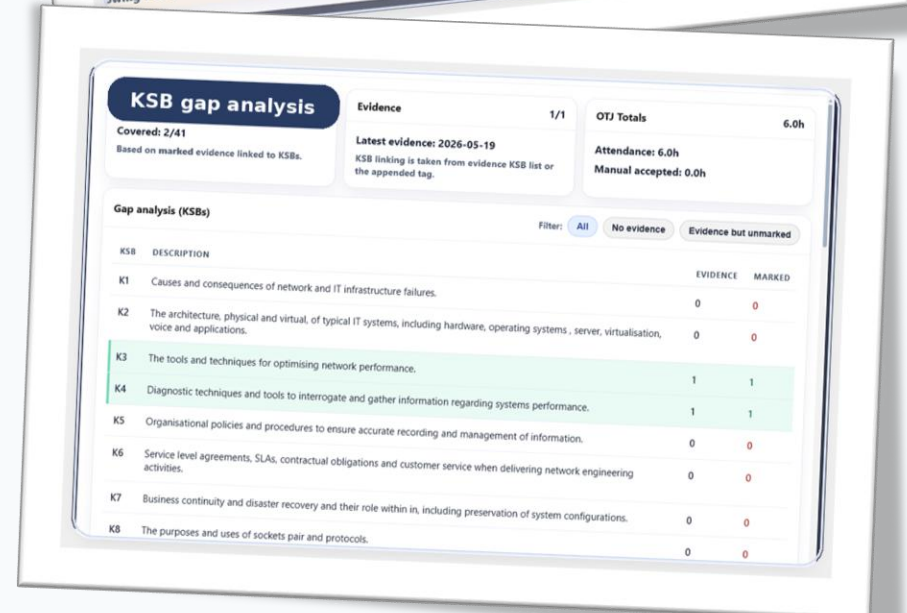 KSB gap analysis
Covered: 2/41
Based on marked evidence linked to KSBs.
Evidence 1/1
Latest evidence: 2026-05-19
KSB linking is taken from evidence KSB list or
the appended tag.
OTJ Totals 6.0h
Attendance: 6.0h
Manual accepted: 0.0h
Gap analysis (KSBs)
Filter: All No evidence Evidence but unmarked
KSB DESCRIPTION EVIDENCE MARKED
K1 Causes and consequences of network and IT infrastructure failures. 0 0
K2 The architecture, physical and virtual, of typical IT systems, including hardware, operating systems , server, virtualisation,
voice and applications. 0 0
K3 The tools and techniques for optimising network performance. 1 1
K4 Diagnostic techniques and tools to interrogate and gather information regarding systems performance. 1 1
K5 Organisational policies and procedures to ensure accurate recording and management of information. 0 0
K6 Service level agreements, SLAs, contractual obligations and customer service when delivering network engineering
activities. 0 0
K7 Business continuity and disaster recovery and their role within in, including preservation of system configurations. 0 0
K8 The purposes and uses of sockets pair and protocols. 0 0